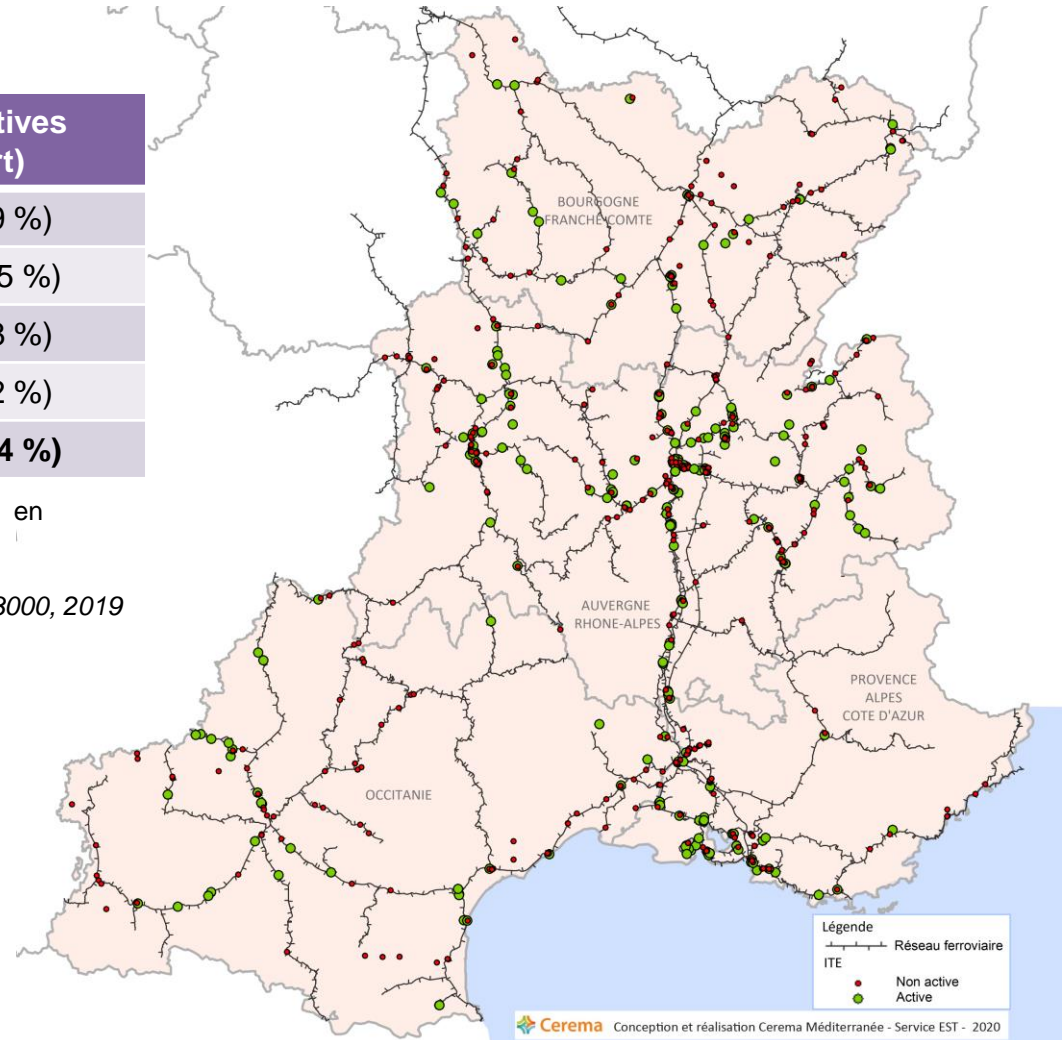 tives
rt)
9 %)
5 %)
3 %)
2 %)
4 %)
en
3000, 2019
BOURGOGNE
FRANCHE COMTE
AUVERGNE
RHONE-ALPES
PROVENCE
ALPES
COTE D'AZUR
OCCITANIE
Légende
Réseau ferroviaire
ITE
Non active
Active
Cerema Conception et réalisation Cerema Méditerranée - Service EST - 2020